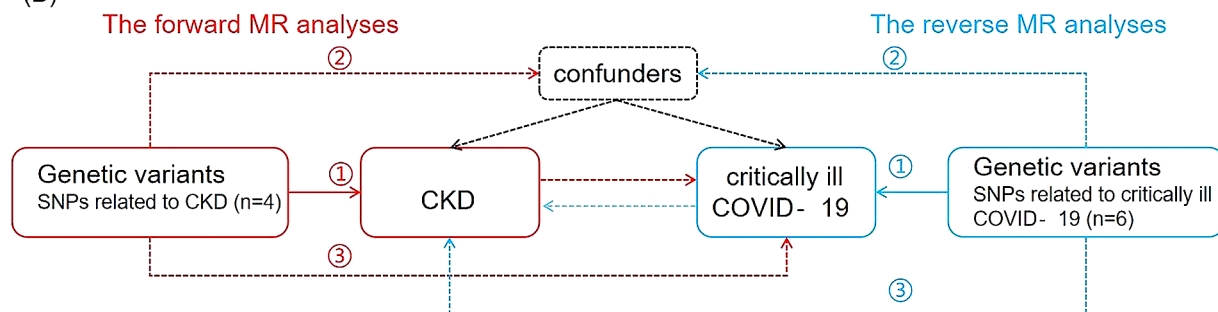 (B)
The forward MR analyses
The reverse MR analyses
②
②
confunders
Genetic variants
SNPs related to CKD (n=4)
①
CKD
critically ill
COVID- 19
①
Genetic variants
SNPs related to critically ill
COVID- 19 (n=6)
③
③